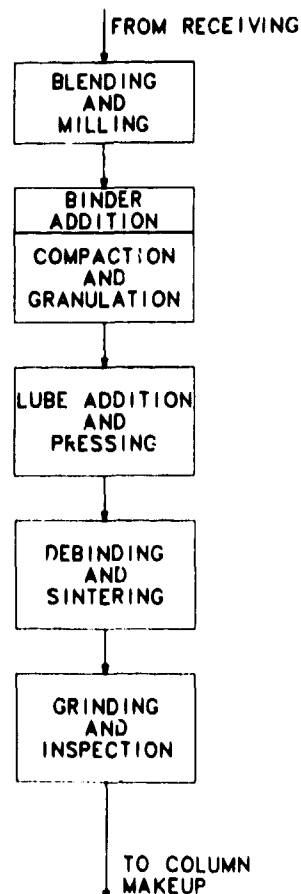 FROM RECEIVING
BLENDING
AND
MILLING
BINDER
ADDITION
COMPACTION
AND
GRANULATION
LUBE ADDITION
AND
PRESSING
DEBINDING
AND
SINTERING
GRINDING
AND
INSPECTION
TO COLUMN
MAKEUP